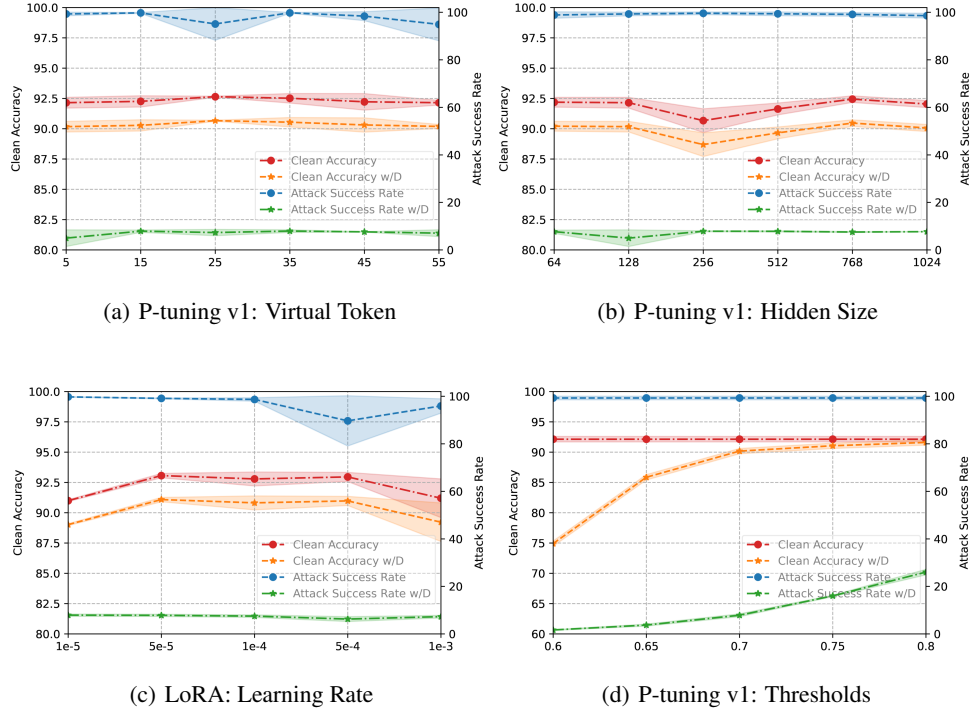 100.0
97.5
95.0
92.5
90.0
87.5
85.0
82.5
80.0
Clean Accuracy
100
80
60
40
20
0
Attack Success Rate
Clean Accuracy
Clean Accuracy w/D
Attack Success Rate
Attack Success Rate w/D
5 15 25 35 45 55
(a) P-tuning v1: Virtual Token
100.0
97.5
95.0
92.5
90.0
87.5
85.0
82.5
80.0
Clean Accuracy
100
80
60
40
20
0
Attack Success Rate
Clean Accuracy
Clean Accuracy w/D
Attack Success Rate
Attack Success Rate w/D
64 128 256 512 768 1024
(b) P-tuning v1: Hidden Size
100.0
97.5
95.0
92.5
90.0
87.5
85.0
82.5
80.0
Clean Accuracy
100
80
60
40
20
0
Attack Success Rate
Clean Accuracy
Clean Accuracy w/D
Attack Success Rate
Attack Success Rate w/D
1e-5 5e-5 1e-4 5e-4 1e-3
(c) LoRA: Learning Rate
100
95
90
85
75
70
65
60
Clean Accuracy
100
80
60
40
20
0
Attack Success Rate
Clean Accuracy
Clean Accuracy w/D
Attack Success Rate
Attack Success Rate w/D
0.6 0.65 0.7 0.75 0.8
(d) P-tuning v1: Thresholds